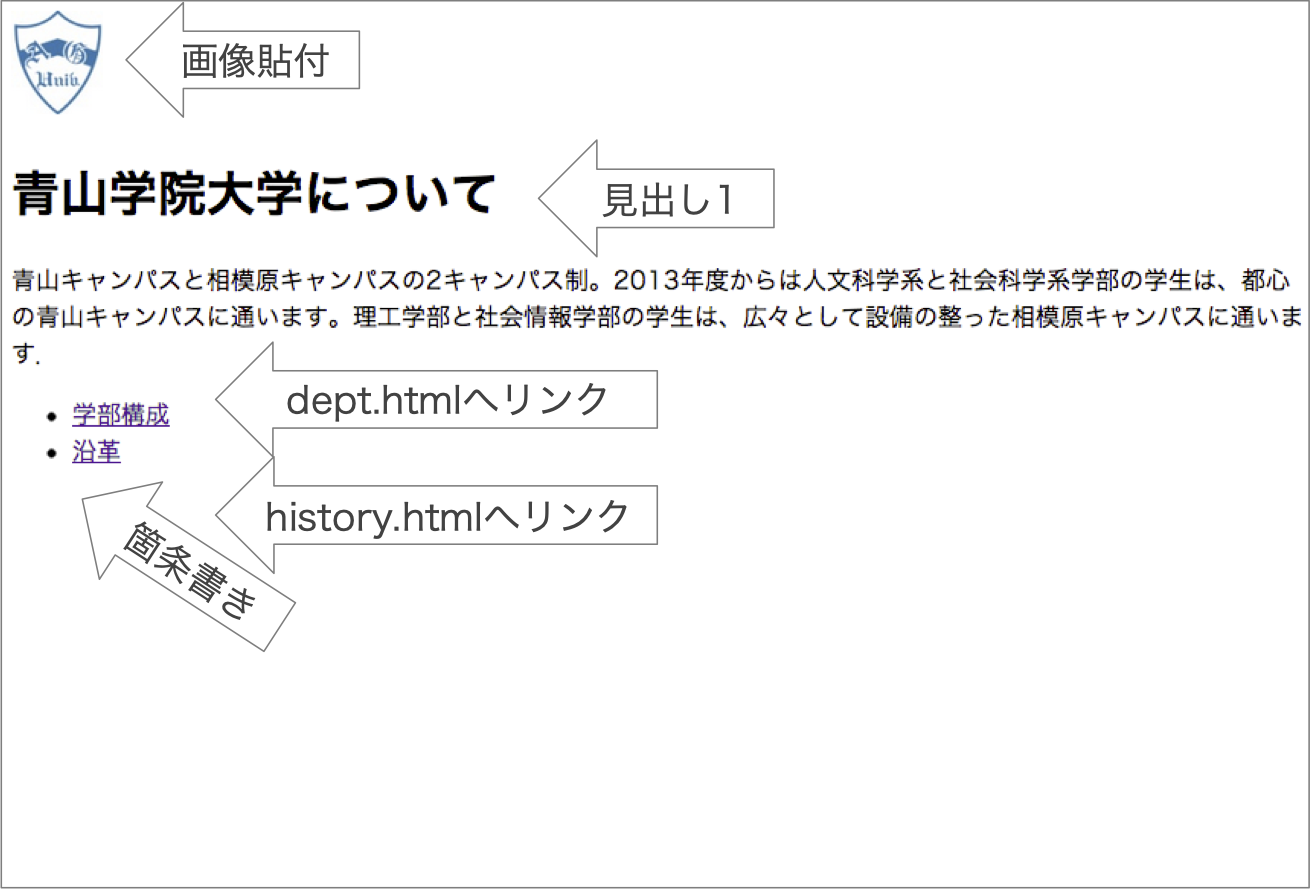 AG
Univ.
画像貼付
青山学院大学について
見出し1
青山キャンパスと相模原キャンパスの2キャンパス制。2013年度からは人文科学系と社会科学系学部の学生は、都心
の青山キャンパスに通います。理工学部と社会情報学部の学生は、広々として設備の整った相模原キャンパスに通いま
す.
• 学部構成
dept.htmlへリンク
• 沿革
history.htmlへリンク
箇条書き